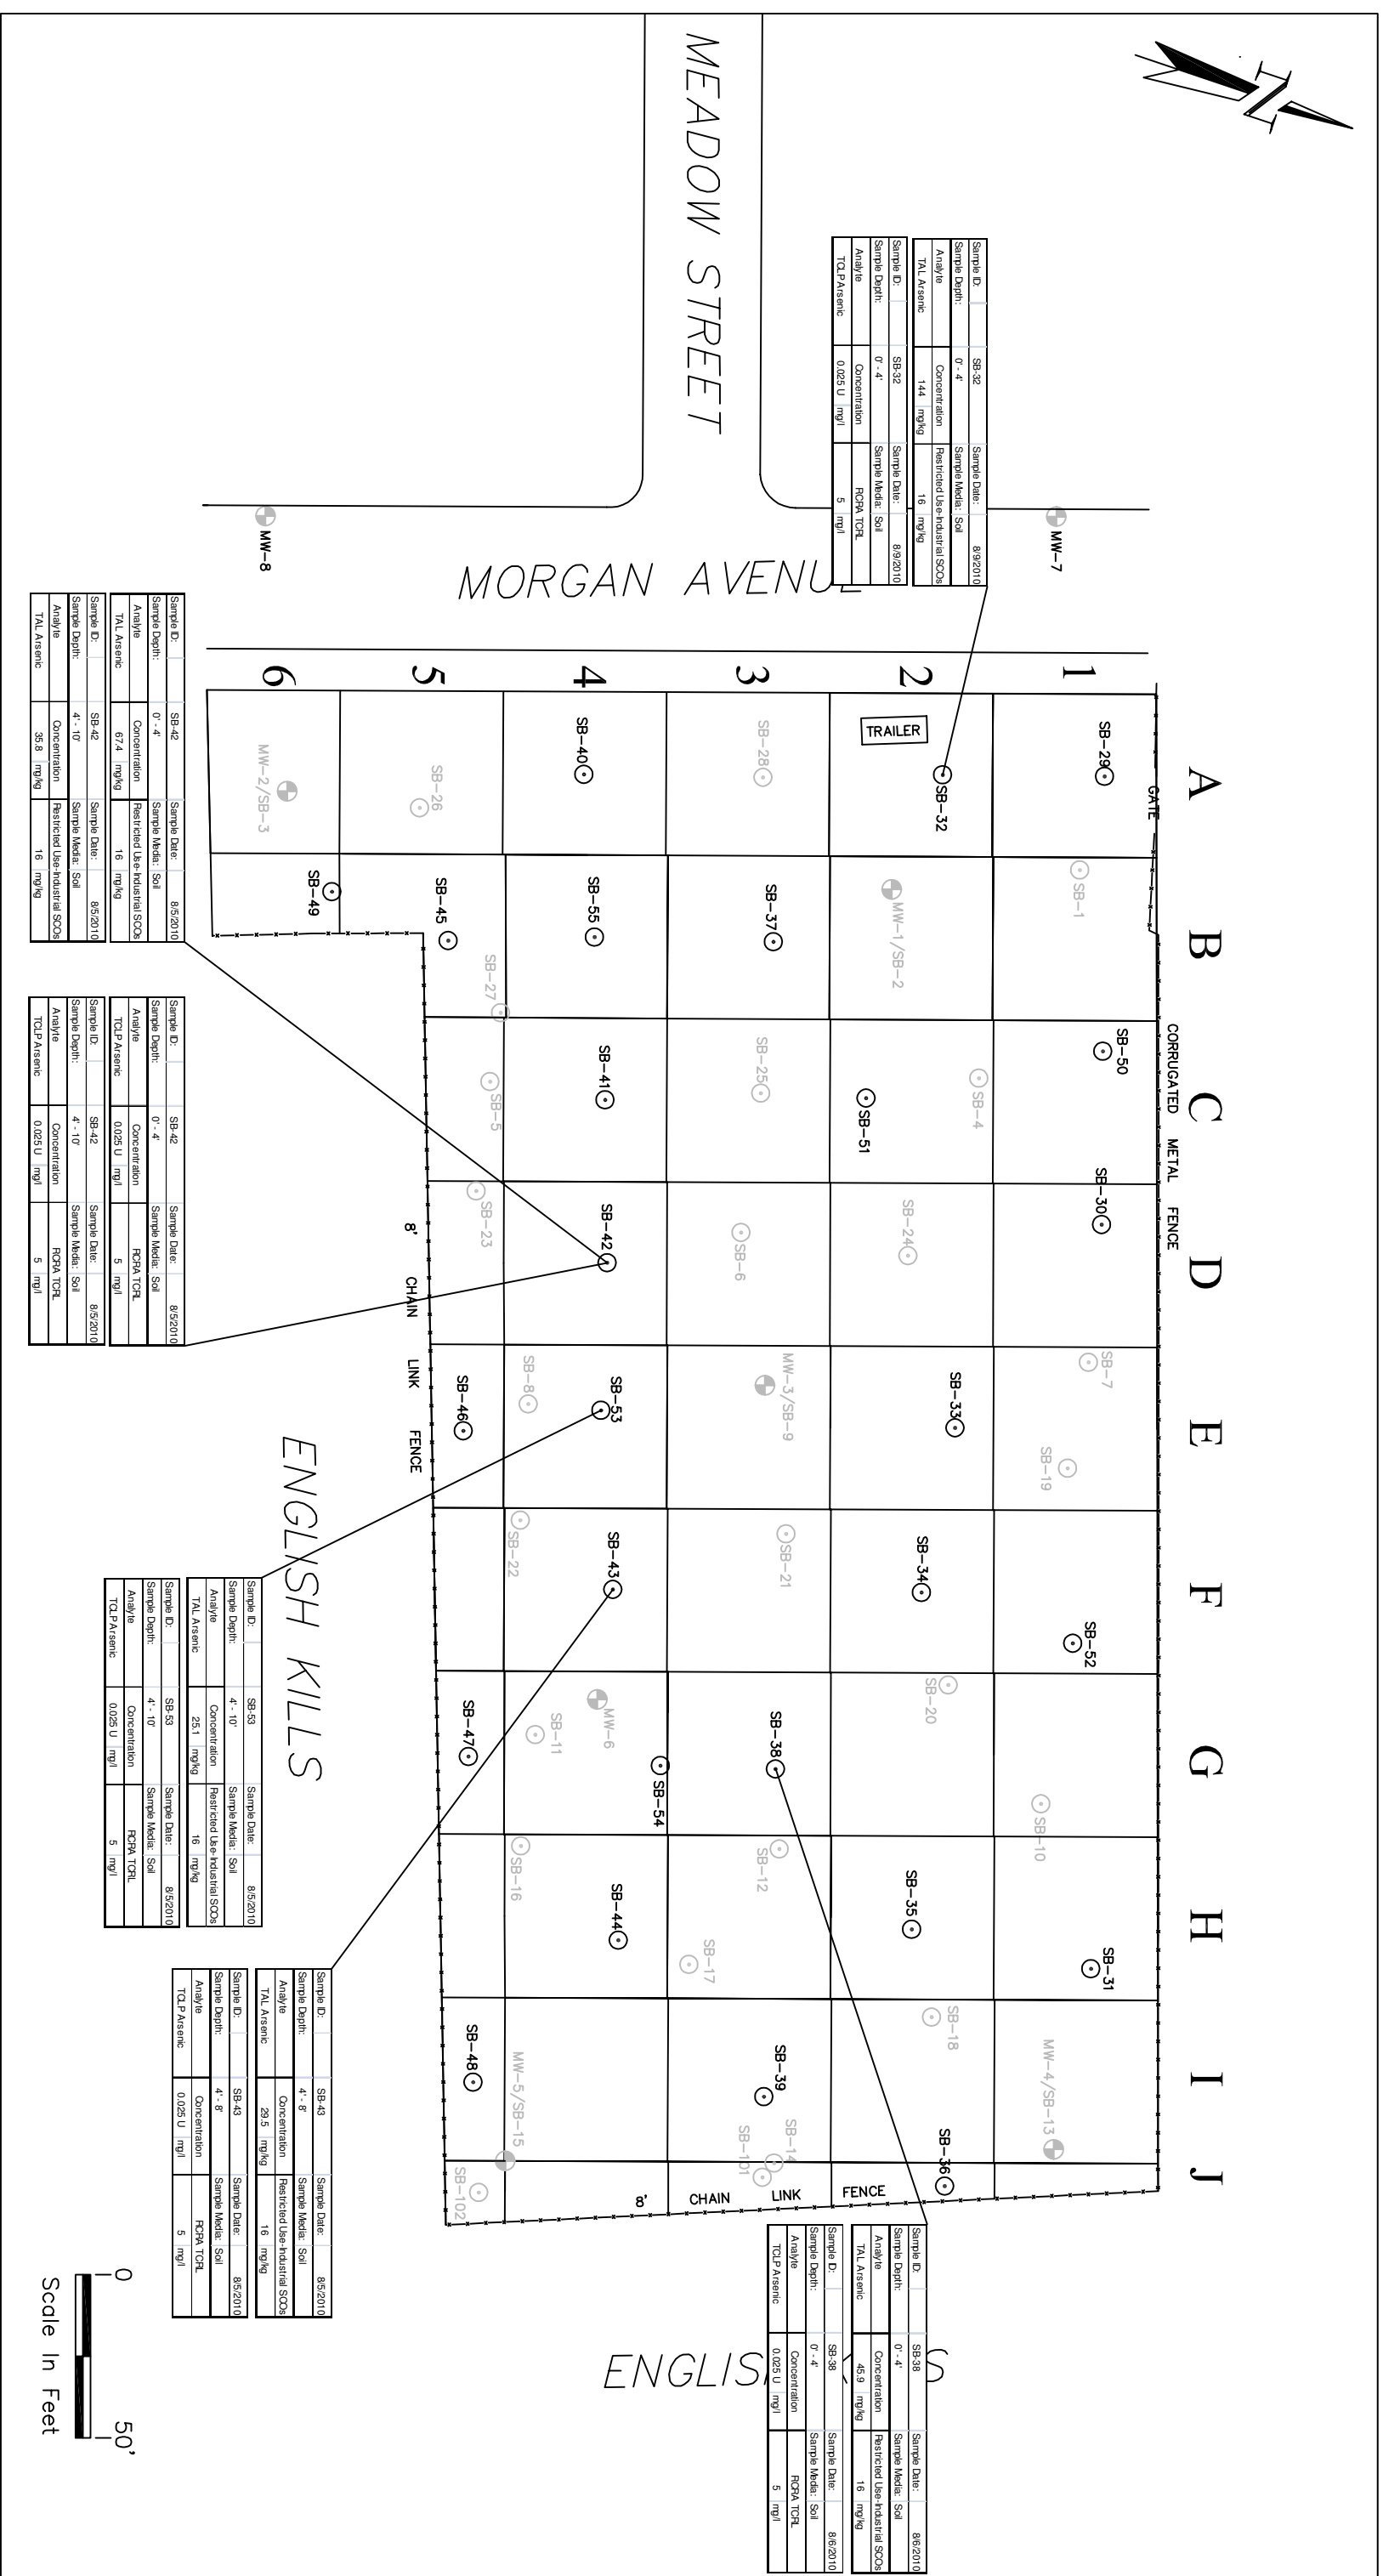 MEADOW STREET
MORGAN AVENU
MW-7
MW-8
A B C D E F G H I J
1
2
3
4
5
6
GATE
CORRUGATED METAL FENCE
TRAILER
SB-29
SB-1
SB-50
SB-30
SB-7
SB-19
SB-52
SB-10
SB-31
MW-4/SB-13
SB-32
MW-1/SB-2
SB-4
SB-51
SB-24
SB-33
SB-34
SB-20
SB-35
SB-18
SB-36
SB-28
SB-37
SB-25
SB-6
MW-3/SB-9
SB-21
SB-38
SB-12
SB-17
SB-39
SB-14
SB-101
SB-40
SB-55
SB-41
SB-42
SB-53
SB-8
SB-43
SB-22
MW-6
SB-11
SB-54
SB-44
SB-16
MW-5/SB-15
SB-26
SB-45
SB-27
SB-5
SB-23
SB-46
SB-47
SB-48
SB-102
MW-2/SB-3
SB-49
8' CHAIN LINK FENCE
8' CHAIN LINK FENCE
ENGLISH KILLS
ENGLIS S
Sample ID: SB-32 Sample Date: 8/9/2010
Sample Depth: 0' - 4' Sample Media: Soil
Analyte Concentration Restricted Use-Industrial SCOs
TAL Arsenic 144 mg/kg 16 mg/kg
Sample ID: SB-32 Sample Date: 8/9/2010
Sample Depth: 0' - 4' Sample Media: Soil
Analyte Concentration RCRA TCRL
TCLP Arsenic 0.025 U mg/l 5 mg/l
Sample ID: SB-42 Sample Date: 8/5/2010
Sample Depth: 0' - 4' Sample Media: Soil
Analyte Concentration Restricted Use-Industrial SCOs
TAL Arsenic 67.4 mg/kg 16 mg/kg
Sample ID: SB-42 Sample Date: 8/5/2010
Sample Depth: 4' - 10' Sample Media: Soil
Analyte Concentration Restricted Use-Industrial SCOs
TAL Arsenic 35.8 mg/kg 16 mg/kg
Sample ID: SB-42 Sample Date: 8/5/2010
Sample Depth: 0' - 4' Sample Media: Soil
Analyte Concentration RCRA TCRL
TCLP Arsenic 0.025 U mg/l 5 mg/l
Sample ID: SB-42 Sample Date: 8/5/2010
Sample Depth: 4' - 10' Sample Media: Soil
Analyte Concentration RCRA TCRL
TCLP Arsenic 0.025 U mg/l 5 mg/l
Sample ID: SB-53 Sample Date: 8/5/2010
Sample Depth: 4' - 10' Sample Media: Soil
Analyte Concentration Restricted Use-Industrial SCOs
TAL Arsenic 25.1 mg/kg 16 mg/kg
Sample ID: SB-53 Sample Date: 8/5/2010
Sample Depth: 4' - 10' Sample Media: Soil
Analyte Concentration RCRA TCRL
TCLP Arsenic 0.025 U mg/l 5 mg/l
Sample ID: SB-43 Sample Date: 8/5/2010
Sample Depth: 4' - 8' Sample Media: Soil
Analyte Concentration Restricted Use-Industrial SCOs
TAL Arsenic 29.5 mg/kg 16 mg/kg
Sample ID: SB-43 Sample Date: 8/5/2010
Sample Depth: 4' - 8' Sample Media: Soil
Analyte Concentration RCRA TCRL
TCLP Arsenic 0.025 U mg/l 5 mg/l
Sample ID: SB-38 Sample Date: 8/6/2010
Sample Depth: 0' - 4' Sample Media: Soil
Analyte Concentration Restricted Use-Industrial SCOs
TAL Arsenic 45.9 mg/kg 16 mg/kg
Sample ID: SB-38 Sample Date: 8/6/2010
Sample Depth: 0' - 4' Sample Media: Soil
Analyte Concentration RCRA TCRL
TCLP Arsenic 0.025 U mg/l 5 mg/l
0 50'
Scale In Feet